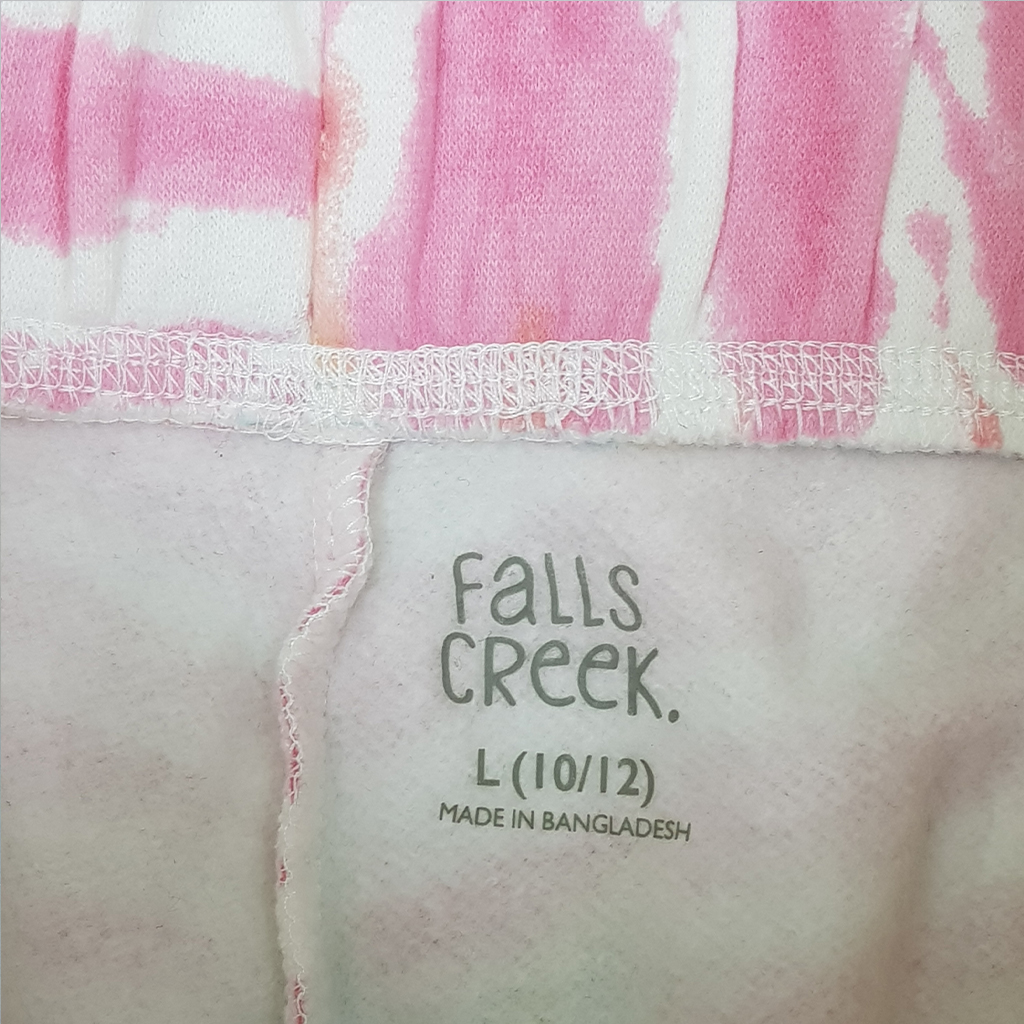 Falls
CReeK.
L (10/12)
MADE IN BANGLADESH